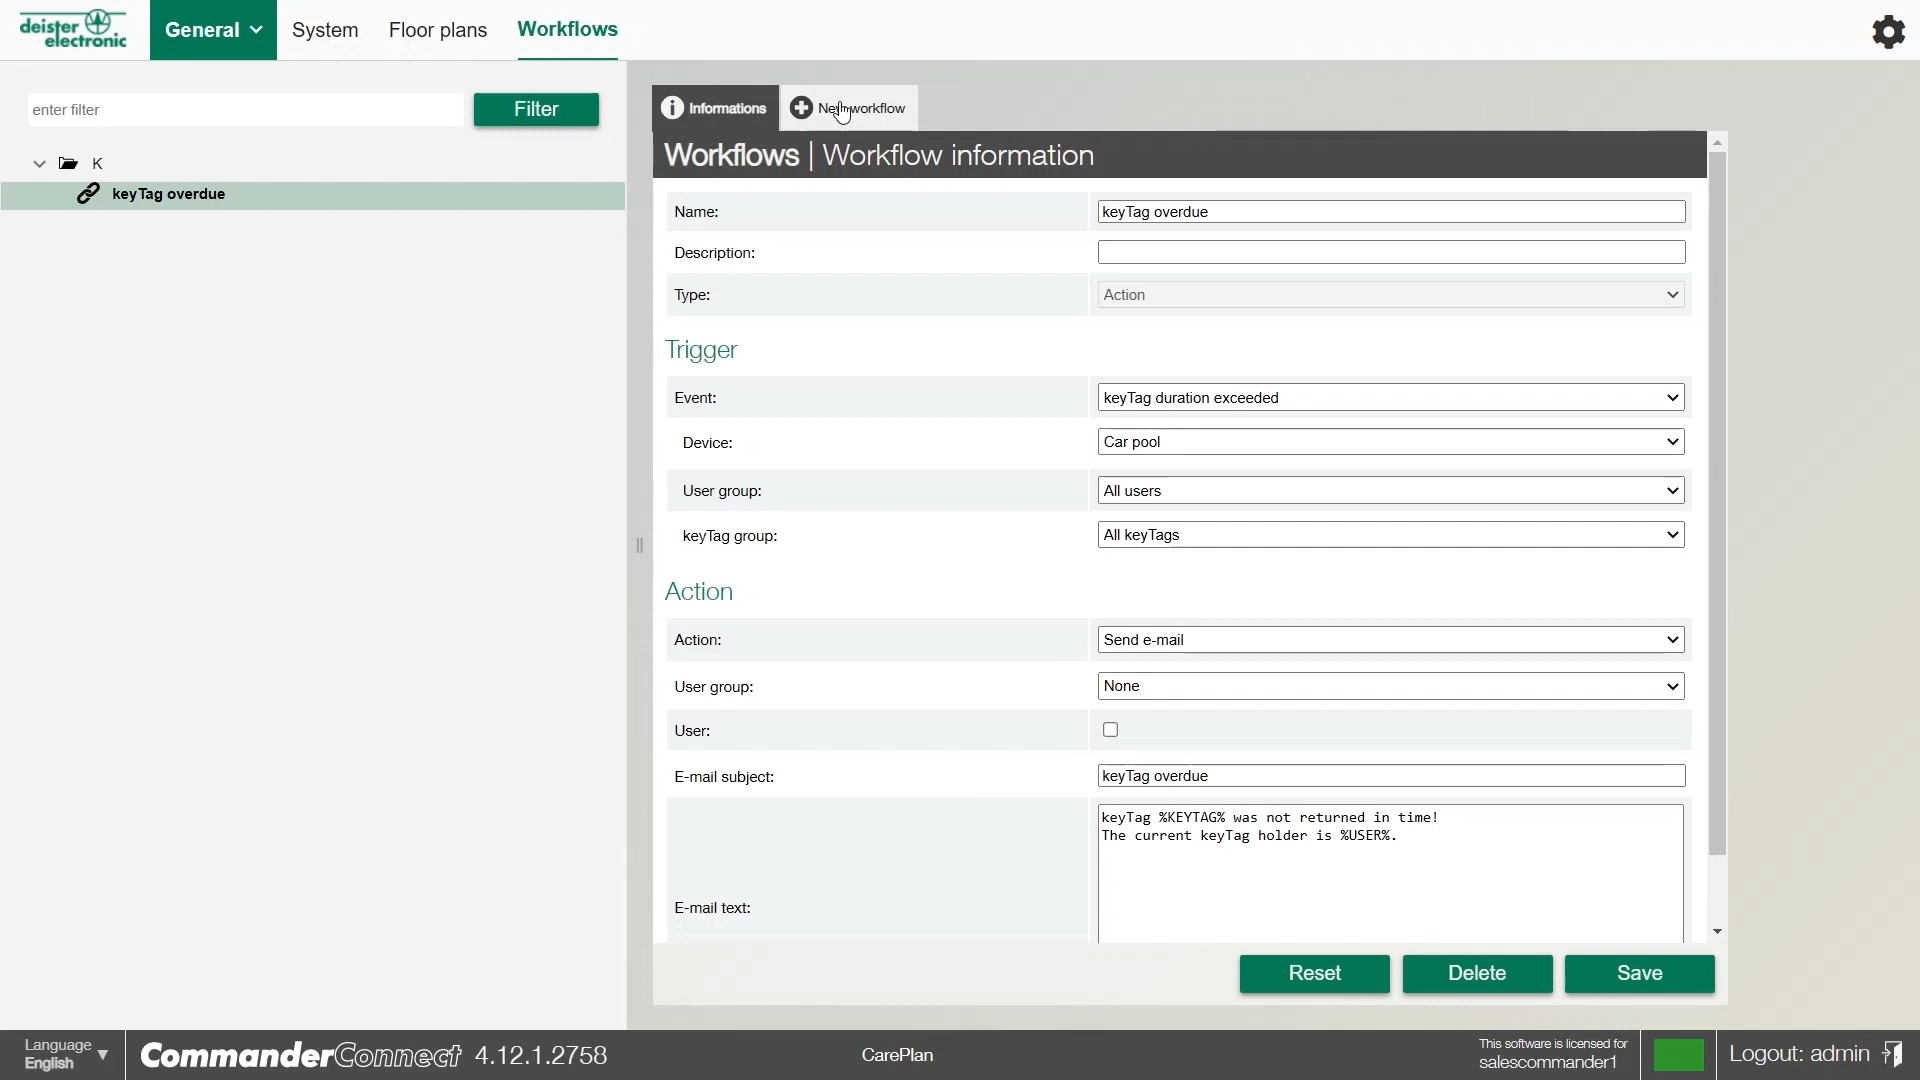 deister electronic
General
System
Floor plans
Workflows
enter filter
Filter
K
keyTag overdue
Informations
New workflow
Workflows | Workflow information
Name:
keyTag overdue
Description:
Type:
Action
Trigger
Event:
keyTag duration exceeded
Device:
Car pool
User group:
All users
keyTag group:
All keyTags
Action
Action:
Send e-mail
User group:
None
User:
E-mail subject:
keyTag overdue
E-mail text:
keyTag %KEYTAG% was not returned in time!
The current keyTag holder is %USER%.
Reset
Delete
Save
Language
English
CommanderConnect 4.12.1.2758
CarePlan
This software is licensed for
salescommander1
Logout: admin